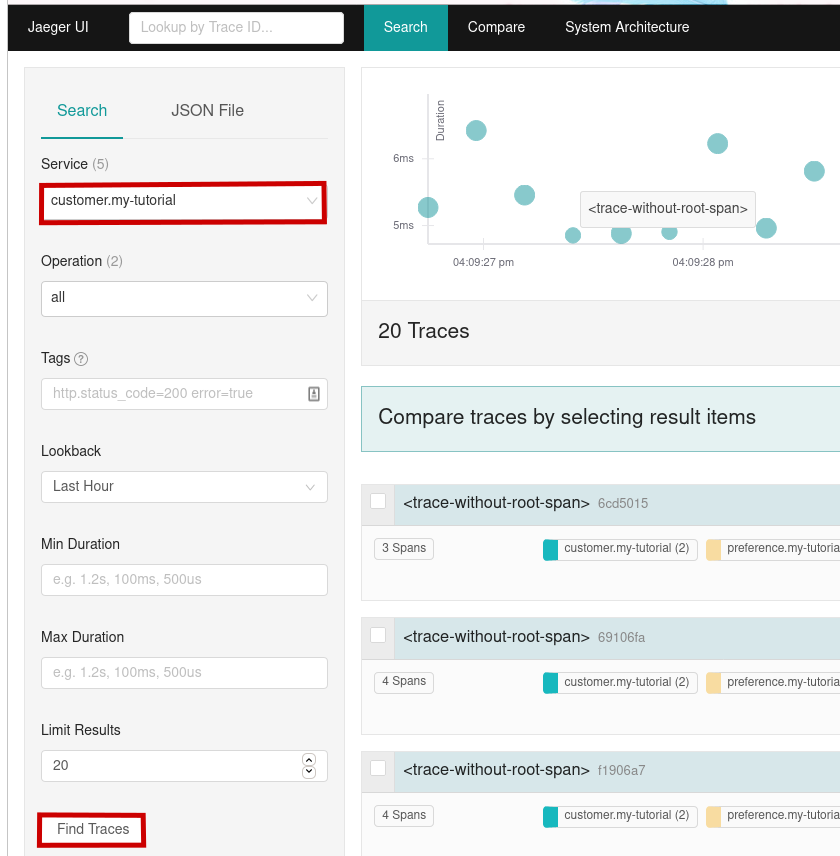 Jaeger UI
Lookup by Trace ID...
Search
Compare
System Architecture
Search
JSON File
Service (5)
customer.my-tutorial
Operation (2)
all
Tags ?
http.status_code=200 error=true
Lookback
Last Hour
Min Duration
e.g. 1.2s, 100ms, 500us
Max Duration
e.g. 1.2s, 100ms, 500us
Limit Results
20
Find Traces
Duration
6ms
5ms
<trace-without-root-span>
04:09:27 pm
04:09:28 pm
20 Traces
Compare traces by selecting result items
<trace-without-root-span> 6cd5015
3 Spans
customer.my-tutorial (2)
preference.my-tutoria
<trace-without-root-span> 69106fa
4 Spans
customer.my-tutorial (2)
preference.my-tutoria
<trace-without-root-span> f1906a7
4 Spans
customer.my-tutorial (2)
preference.my-tutoria